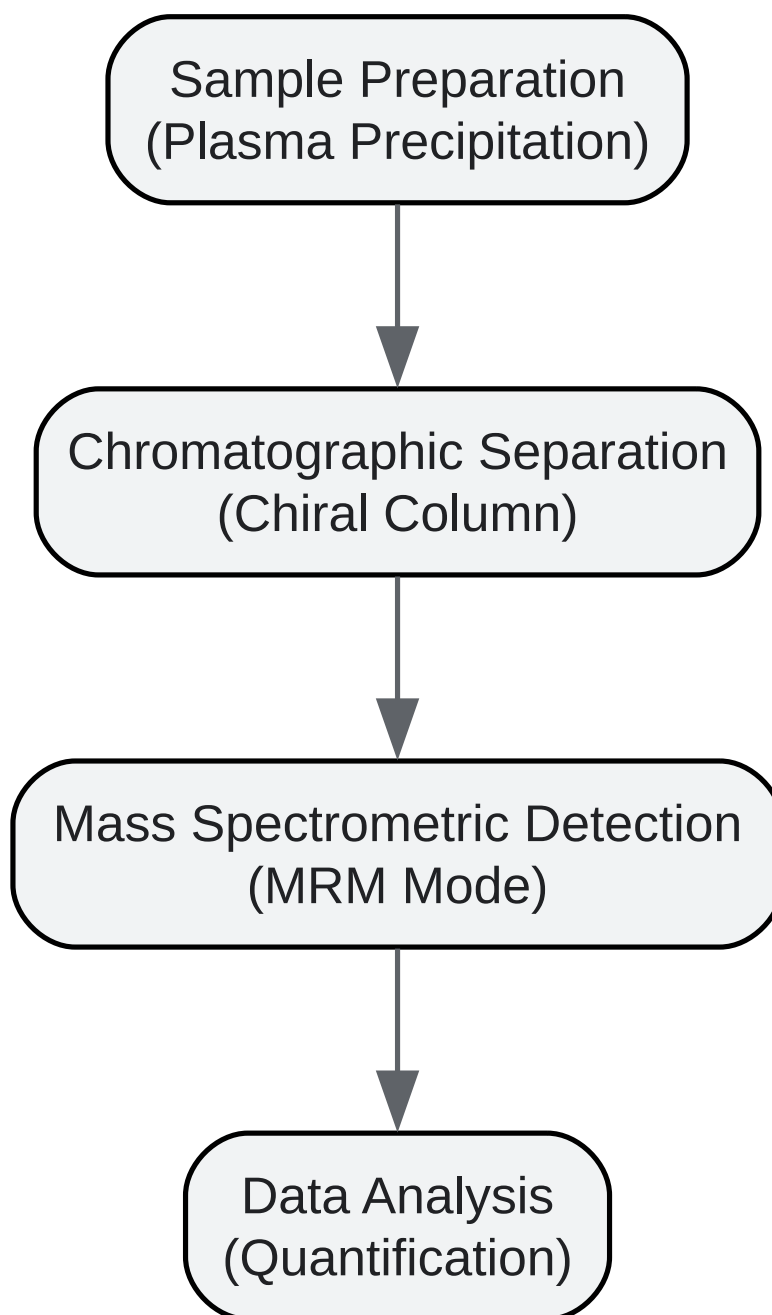 Sample Preparation
(Plasma Precipitation)
Chromatographic Separation
(Chiral Column)
Mass Spectrometric Detection
(MRM Mode)
Data Analysis
(Quantification)